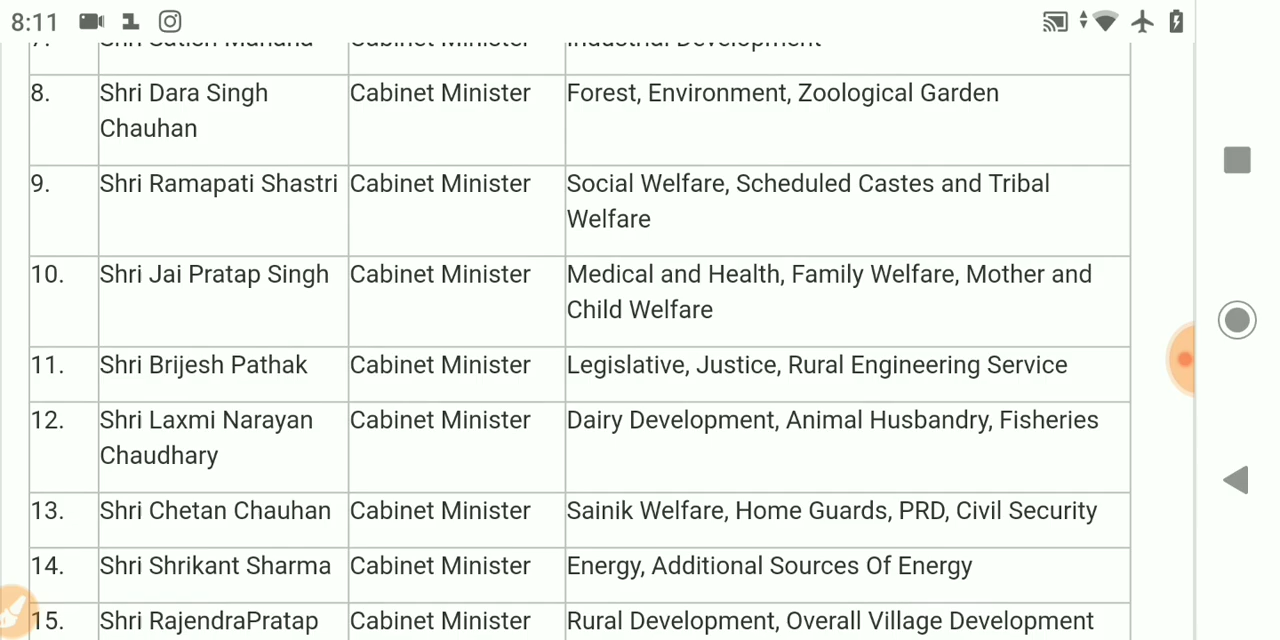 8:11
8.
Shri Dara Singh
Chauhan
Cabinet Minister
Forest, Environment, Zoological Garden
9.
Shri Ramapati Shastri
Cabinet Minister
Social Welfare, Scheduled Castes and Tribal
Welfare
10.
Shri Jai Pratap Singh
Cabinet Minister
Medical and Health, Family Welfare, Mother and
Child Welfare
11.
Shri Brijesh Pathak
Cabinet Minister
Legislative, Justice, Rural Engineering Service
12.
Shri Laxmi Narayan
Chaudhary
Cabinet Minister
Dairy Development, Animal Husbandry, Fisheries
13.
Shri Chetan Chauhan
Cabinet Minister
Sainik Welfare, Home Guards, PRD, Civil Security
14.
Shri Shrikant Sharma
Cabinet Minister
Energy, Additional Sources Of Energy
15.
Shri RajendraPratap
Cabinet Minister
Rural Development, Overall Village Development